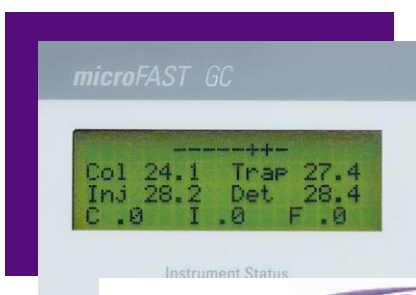 microFAST GC
-----++-
Col 24.1 Trap 27.4
Inj 28.2 Det 28.4
C .0 I .0 F .0
Instrument Status